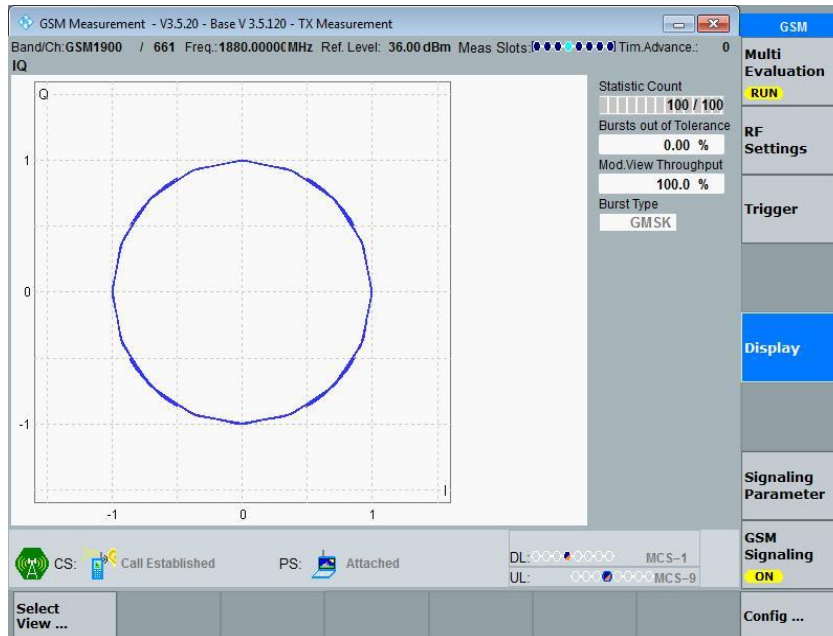 GSM Measurement - V3.5.20 - Base V 3.5.120 - TX Measurement
GSM
Band/Ch: GSM1900 / 661 Freq.: 1880.0000 MHz Ref. Level: 36.00 dBm Meas Slots: Tim.Advance.: 0
IQ
Multi
Evaluation
RUN
Q
Statistic Count
100 / 100
Bursts out of Tolerance
0.00 %
Mod.View Throughput
100.0 %
Burst Type
GMSK
RF
Settings
Trigger
1
0
-1
I
-1 0 1
Display
Signaling
Parameter
GSM
Signaling
ON
CS: Call Established PS: Attached
DL: MCS-1
UL: MCS-9
Select
View ...
Config ...